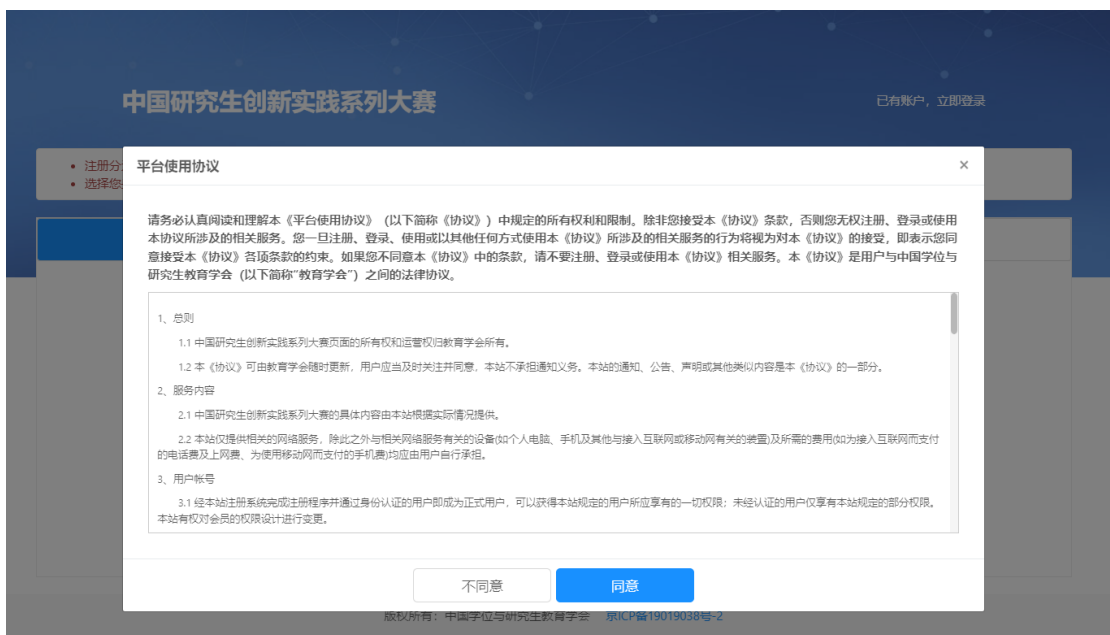 中国研究生创新实践系列大赛
已有账户，立即登录
注册分
选择您
平台使用协议
×
请务必认真阅读和理解本《平台使用协议》（以下简称《协议》）中规定的所有权利和限制。除非您接受本《协议》条款，否则您无权注册、登录或使用
本协议所涉及的相关服务。您一旦注册、登录、使用或以其他任何方式使用本《协议》所涉及的相关服务的行为将视为对本《协议》的接受，即表示您同
意接受本《协议》各项条款的约束。如果您不同意本《协议》中的条款，请不要注册、登录或使用本《协议》相关服务。本《协议》是用户与中国学位与
研究生教育学会（以下简称“教育学会”）之间的法律协议。
1、总则
1.1 中国研究生创新实践系列大赛页面的所有权和运营权归教育学会所有。
1.2 本《协议》可由教育学会随时更新，用户应当及时关注并同意，本站不承担通知义务。本站的通知、公告、声明或其他类似内容是本《协议》的一部分。
2、服务内容
2.1 中国研究生创新实践系列大赛的具体内容由本站根据实际情况提供。
2.2 本站仅提供相关的网络服务，除此之外与相关网络服务有关的设备(如个人电脑、手机及其他与接入互联网或移动网有关的装置)及所需的费用(如为接入互联网而支付
的电话费及上网费、为使用移动网而支付的手机费)均应由用户自行承担。
3、用户帐号
3.1 经本站注册系统完成注册程序并通过身份认证的用户即成为正式用户，可以获得本站规定的用户所应享有的一切权限；未经认证的用户仅享有本站规定的部分权限。
本站有权对会员的权限设计进行变更。
不同意
同意
版权所有：中国学位与研究生教育学会 京ICP备19019038号-2